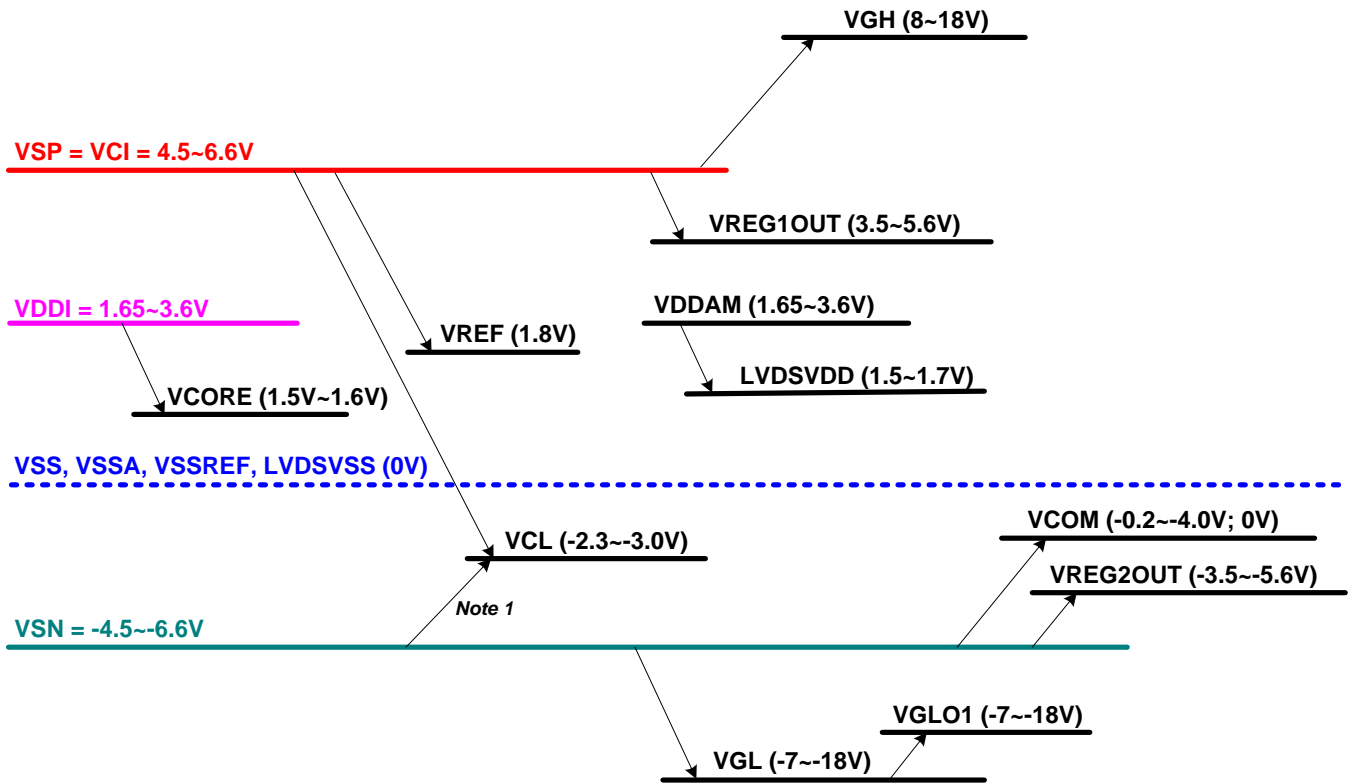 VGH (8~18V)
VSP = VCI = 4.5~6.6V
VREG1OUT (3.5~5.6V)
VDDI = 1.65~3.6V
VDDAM (1.65~3.6V)
VREF (1.8V)
LVDSVDD (1.5~1.7V)
VCORE (1.5V~1.6V)
VSS, VSSA, VSSREF, LVDSVSS (0V)
VCOM (-0.2~-4.0V; 0V)
VCL (-2.3~-3.0V)
VREG2OUT (-3.5~-5.6V)
Note 1
VSN = -4.5~-6.6V
VGLO1 (-7~-18V)
VGL (-7~-18V)